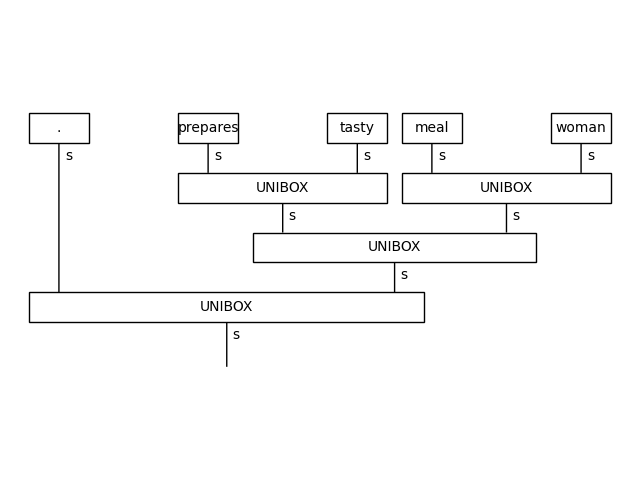 . prepares tasty meal woman
s s s s s
UNIBOX UNIBOX
s s
UNIBOX
s
UNIBOX
s